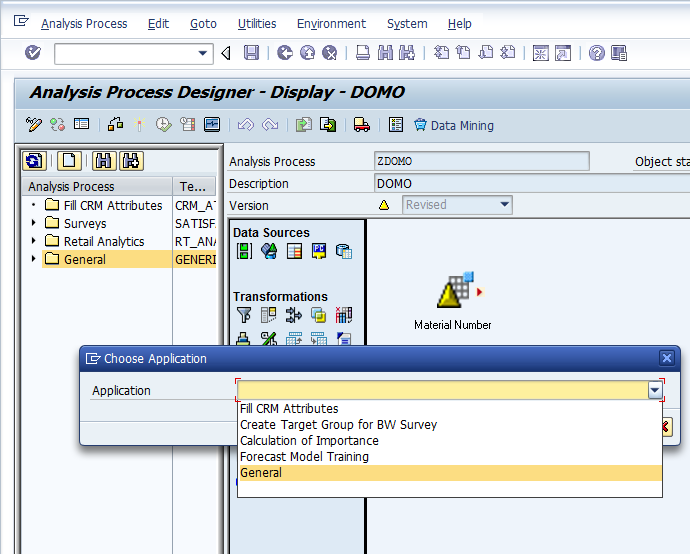 Analysis Process Edit Goto Utilities Environment System Help
Analysis Process Designer - Display - DOMO
Data Mining
Analysis Process ZDOMO Object sta
Description DOMO
Version Revised
Analysis Process Te...
Fill CRM Attributes CRM_AT
Surveys SATISF
Retail Analytics RT_ANA
General GENERI
Data Sources
Transformations
Material Number
Choose Application
Application
Fill CRM Attributes
Create Target Group for BW Survey
Calculation of Importance
Forecast Model Training
General